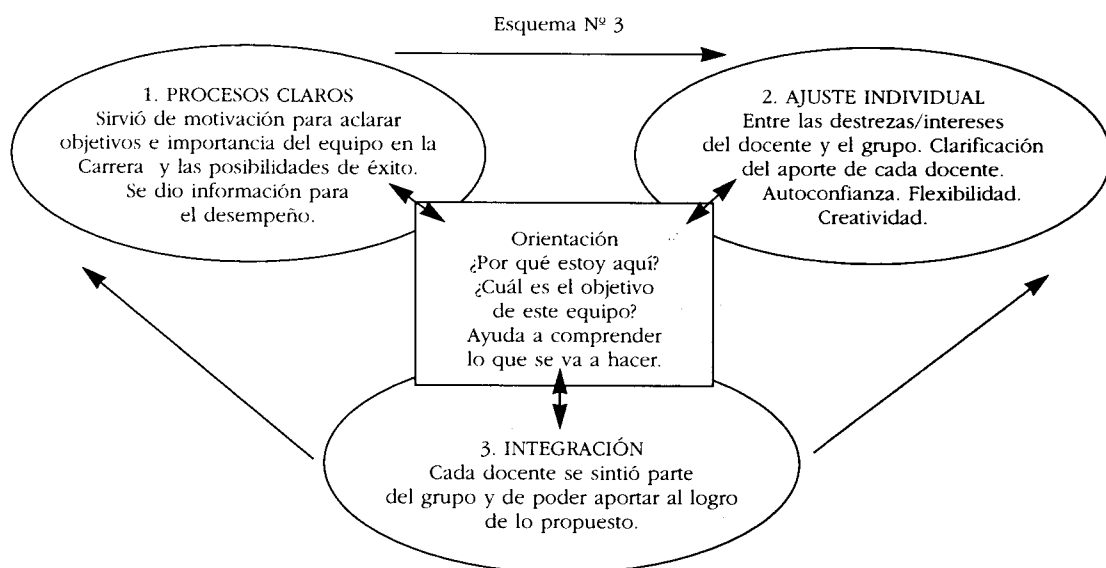 Esquema Nº 3
1. PROCESOS CLAROS
Sirvió de motivación para aclarar
objetivos e importancia del equipo en la
Carrera y las posibilidades de éxito.
Se dio información para
el desempeño.
2. AJUSTE INDIVIDUAL
Entre las destrezas/intereses
del docente y el grupo. Clarificación
del aporte de cada docente.
Autoconfianza. Flexibilidad.
Creatividad.
Orientación
¿Por qué estoy aquí?
¿Cuál es el objetivo
de este equipo?
Ayuda a comprender
lo que se va a hacer.
3. INTEGRACIÓN
Cada docente se sintió parte
del grupo y de poder aportar al logro
de lo propuesto.